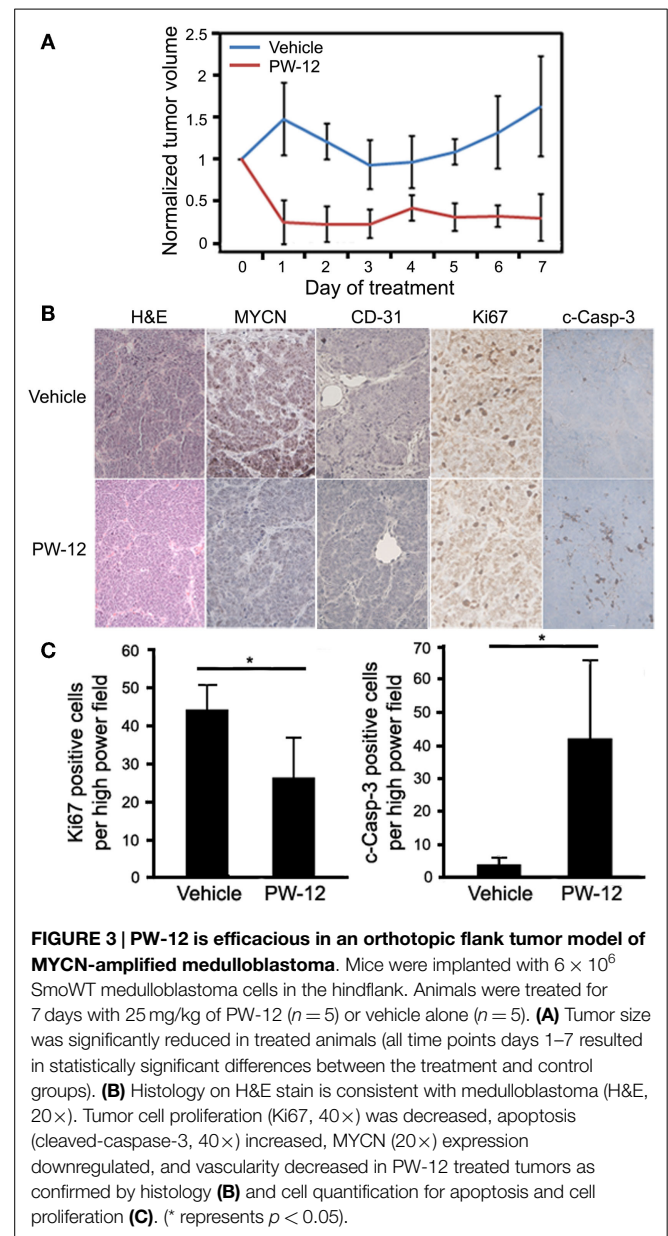 A
Normalized tumor volume
2.5
2
1.5
1
0.5
0
Vehicle
PW-12
0 1 2 3 4 5 6 7
Day of treatment
B
H&E MYCN CD-31 Ki67 c-Casp-3
Vehicle
PW-12
C
Ki67 positive cells
per high power field
60
50
40
30
20
10
0
*
Vehicle PW-12
c-Casp-3 positive cells
per high power field
70
60
50
40
30
20
10
0
*
Vehicle PW-12
FIGURE 3 | PW-12 is efficacious in an orthotopic flank tumor model of
MYCN-amplified medulloblastoma. Mice were implanted with 6 × 10⁶
SmoWT medulloblastoma cells in the hindflank. Animals were treated for
7 days with 25 mg/kg of PW-12 (n = 5) or vehicle alone (n = 5). (A) Tumor size
was significantly reduced in treated animals (all time points days 1–7 resulted
in statistically significant differences between the treatment and control
groups). (B) Histology on H&E stain is consistent with medulloblastoma (H&E,
20×). Tumor cell proliferation (Ki67, 40×) was decreased, apoptosis
(cleaved-caspase-3, 40×) increased, MYCN (20×) expression
downregulated, and vascularity decreased in PW-12 treated tumors as
confirmed by histology (B) and cell quantification for apoptosis and cell
proliferation (C). (* represents p < 0.05).